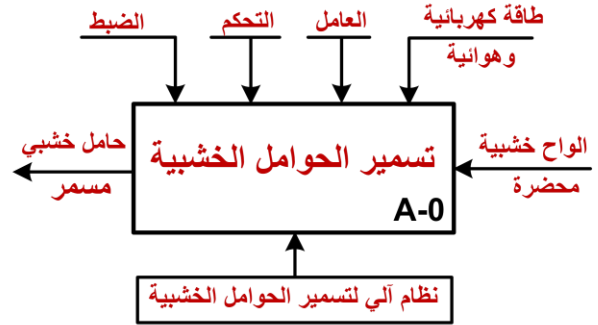 طاقة كهربائية
وهوائية
العامل
التحكم
الضبط
الواح خشبية
محضرة
تسمير الحوامل الخشبية
A-0
حامل خشبي
مسمر
نظام آلي لتسمير الحوامل الخشبية